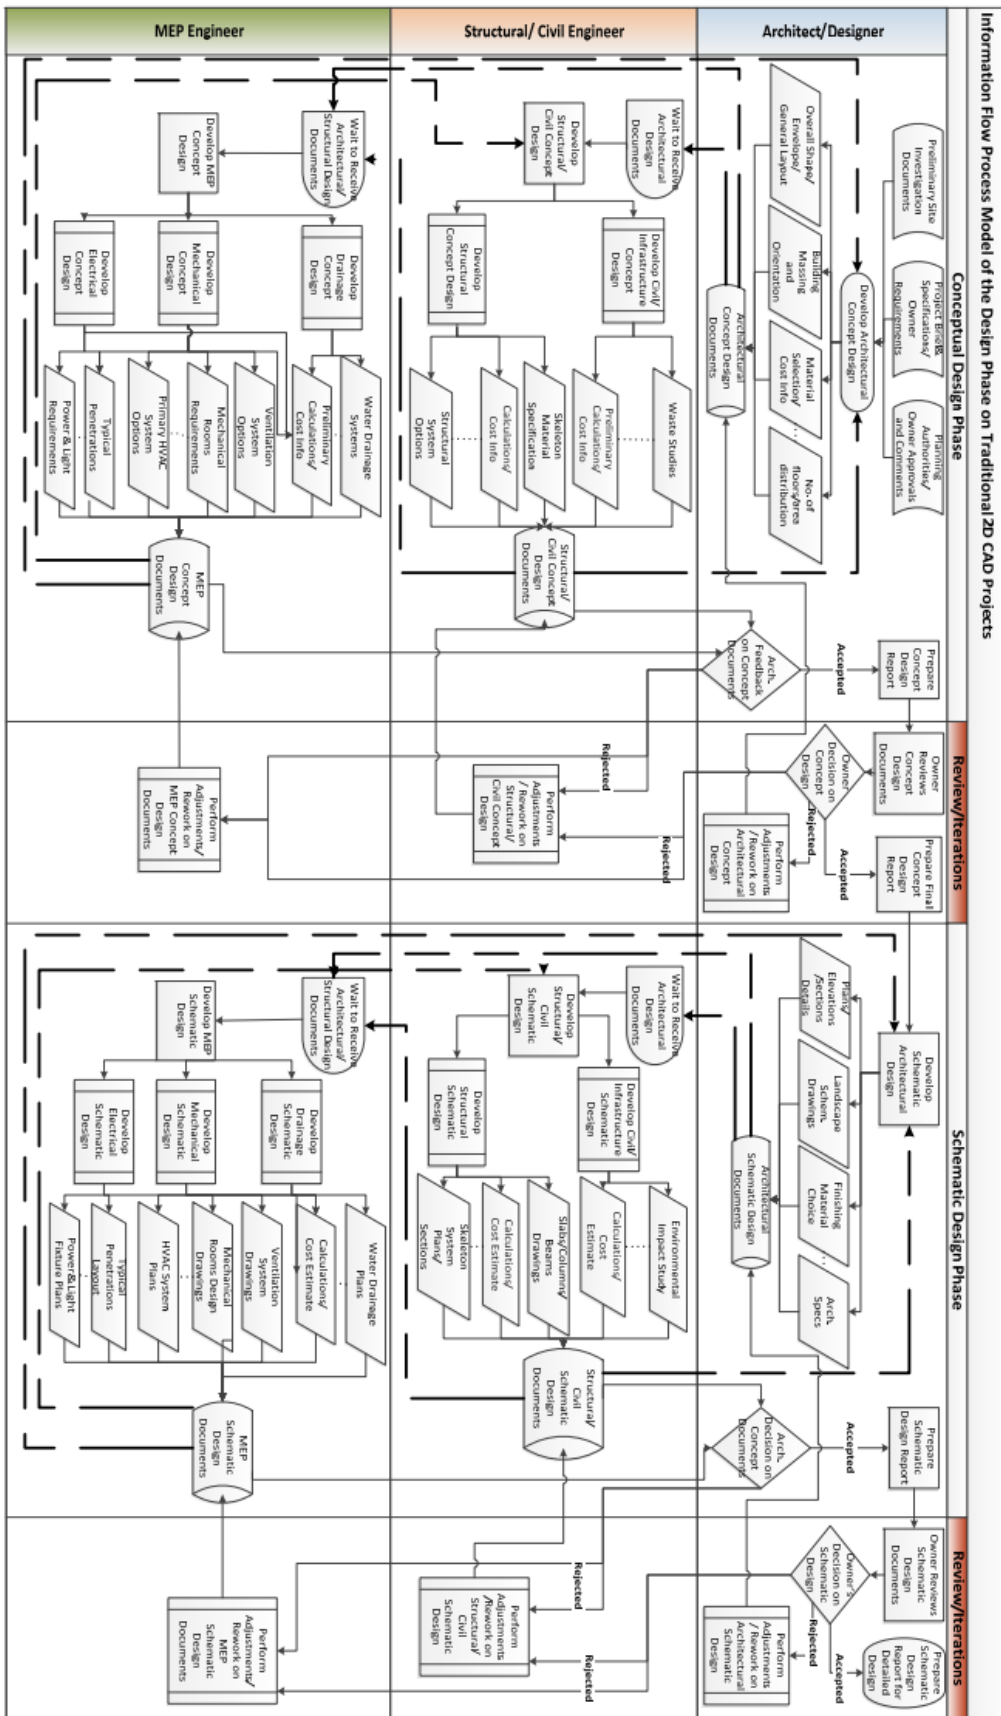 Information Flow Process Model of the Design Phase on Traditional 2D CAD Projects
Conceptual Design Phase
Review/Iterations
Schematic Design Phase
Review/Iterations
Architect/Designer
Preliminary Site
Investigation
Documents
Project Brief&
Specifications/
Owner
Requirements
Planning
Authorities/
Owner Approvals
and Comments
Develop Architectural
Concept Design
Overall Shape/
Envelope/
General Layout
Building
Massing
and
Orientation
Material
Selection/
Cost Info
...
No. of
floors/area
distribution
Architectural
Concept Design
Documents
Prepare
Concept
Design
Report
Accepted
Arch.
Feedback
on Concept
Documents
Owner
Reviews
Concept
Design
Documents
Owner
Decision on
Concept
Design
Rejected
Accepted
Perform
Adjustments
/ Rework on
Architectural
Concept
Design
Prepare Final
Concept
Design
Report
Develop
Schematic
Architectural
Design
Plans/
Elevations
/Sections
Details
Landscape
Schem.
Drawings
Finishing
Material
Choice
...
Arch.
Specs
Architectural
Schematic Design
Documents
Prepare
Schematic
Design Report
Accepted
Arch.
Decision on
Concept
Documents
Owner Reviews
Schematic
Design
Documents
Owner's
Decision on
Schematic
Design
Rejected
Accepted
Perform
Adjustments
/ Rework on
Architectural
Schematic
Design
Prepare Schematic
Design
Report for
Detailed
Design
Structural/ Civil Engineer
Wait to Receive
Architectural
Design
Documents
Develop
Structural/
Civil Concept
Design
Develop Civil/
Infrastructure
Concept
Design
Develop
Structural
Concept Design
Waste Studies
Preliminary
Calculations/
Cost Info
Skeleton
Material
Specification
Calculations/
Cost Info
Structural
System
Options
Structural/
Civil Concept
Design
Documents
Rejected
Rejected
Perform
Adjustments
/ Rework on
Structural/
Civil Concept
Design
Wait to Receive
Architectural
Design
Documents
Develop
Structural/
Civil
Schematic
Design
Develop Civil/
Infrastructure
Schematic
Design
Develop
Structural
Schematic
Design
Environmental
Impact Study
Calculations/
Cost
Estimate
Slabs/Columns/
Beams
Drawings
Calculations/
Cost Estimate
Skeleton
System
Plans/
Sections
Structural/
Civil
Schematic
Design
Documents
Rejected
Rejected
Perform
Adjustments
/Rework on
Structural/
Civil
Schematic
Design
MEP Engineer
Wait to Receive
Architectural/
Structural Design
Documents
Develop MEP
Concept
Design
Develop
Drainage
Concept
Design
Develop
Mechanical
Concept
Design
Develop
Electrical
Concept
Design
Water Drainage
Systems
Preliminary
Calculations/
Cost Info
Ventilation
System
Options
Mechanical
Rooms
Requirements
Primary HVAC
System
Options
Typical
Penetrations
Power & Light
Requirements
MEP
Concept
Design
Documents
Perform
Adjustments/
Rework on
MEP Concept
Design
Documents
Wait to Receive
Architectural/
Structural Design
Documents
Develop MEP
Schematic
Design
Develop
Drainage
Schematic
Design
Develop
Mechanical
Schematic
Design
Develop
Electrical
Schematic
Design
Water Drainage
Plans
Calculations/
Cost Estimate
Ventilation
System
Drawings
Mechanical
Rooms Design
Drawings
HVAC System
Plans
Typical
Penetrations
Layout
Power&Light
Fixture Plans
MEP
Schematic
Design
Documents
Perform
Adjustments/
Rework on
MEP
Schematic
Design
Documents